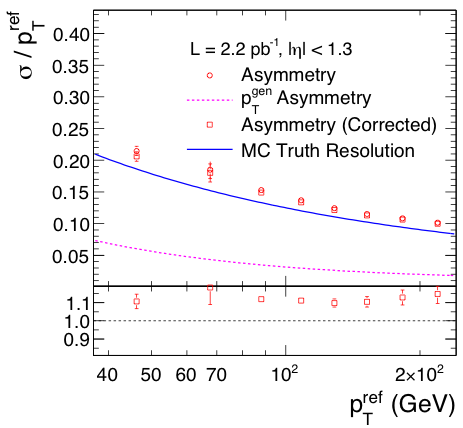 σ / p_T^ref
0.40
0.35
0.30
0.25
0.20
0.15
0.10
0.05
L = 2.2 pb⁻¹, |η| < 1.3
Asymmetry
p_T^gen Asymmetry
Asymmetry (Corrected)
MC Truth Resolution
1.1
1.0
0.9
40 50 60 70 10² 2×10²
p_T^ref (GeV)